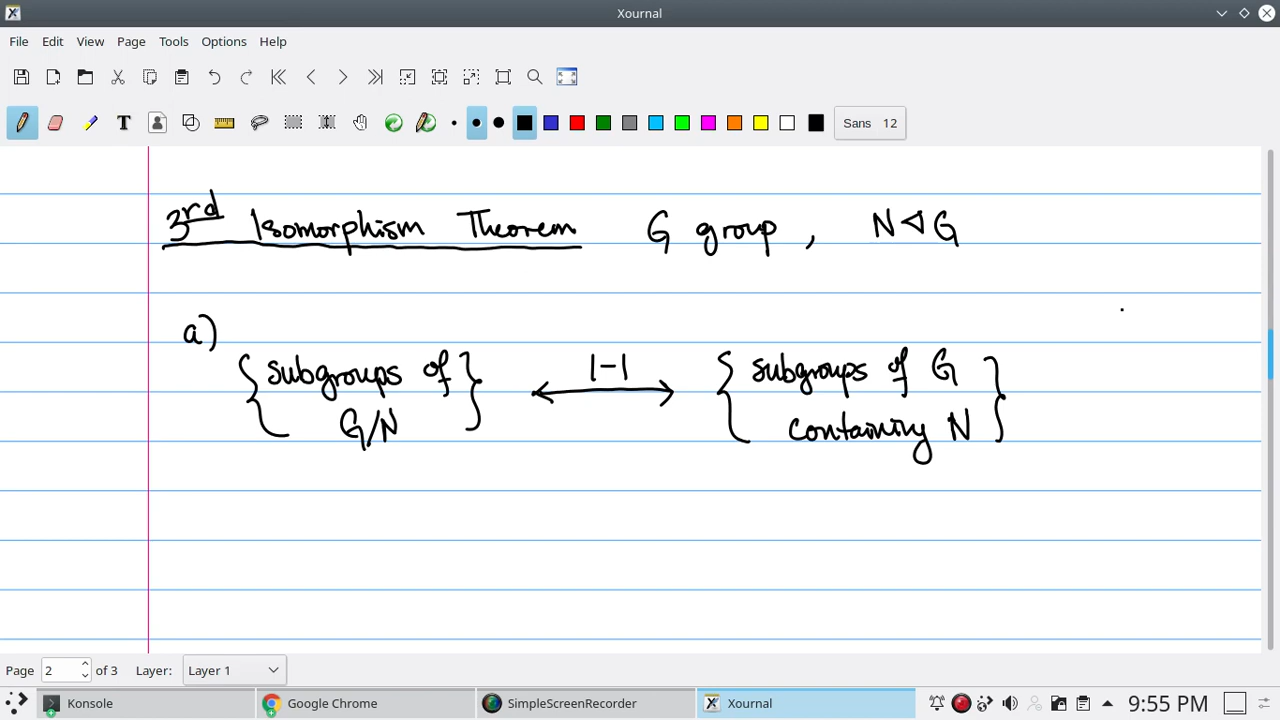 Xournal
File Edit View Page Tools Options Help
T Sans 12
3rd Isomorphism Theorem G group , N ◁ G
a)
{ subgroups of G/N } 1-1 ⟷ { subgroups of G containing N }
Page 2 of 3 Layer: Layer 1
Konsole Google Chrome SimpleScreenRecorder Xournal 9:55 PM